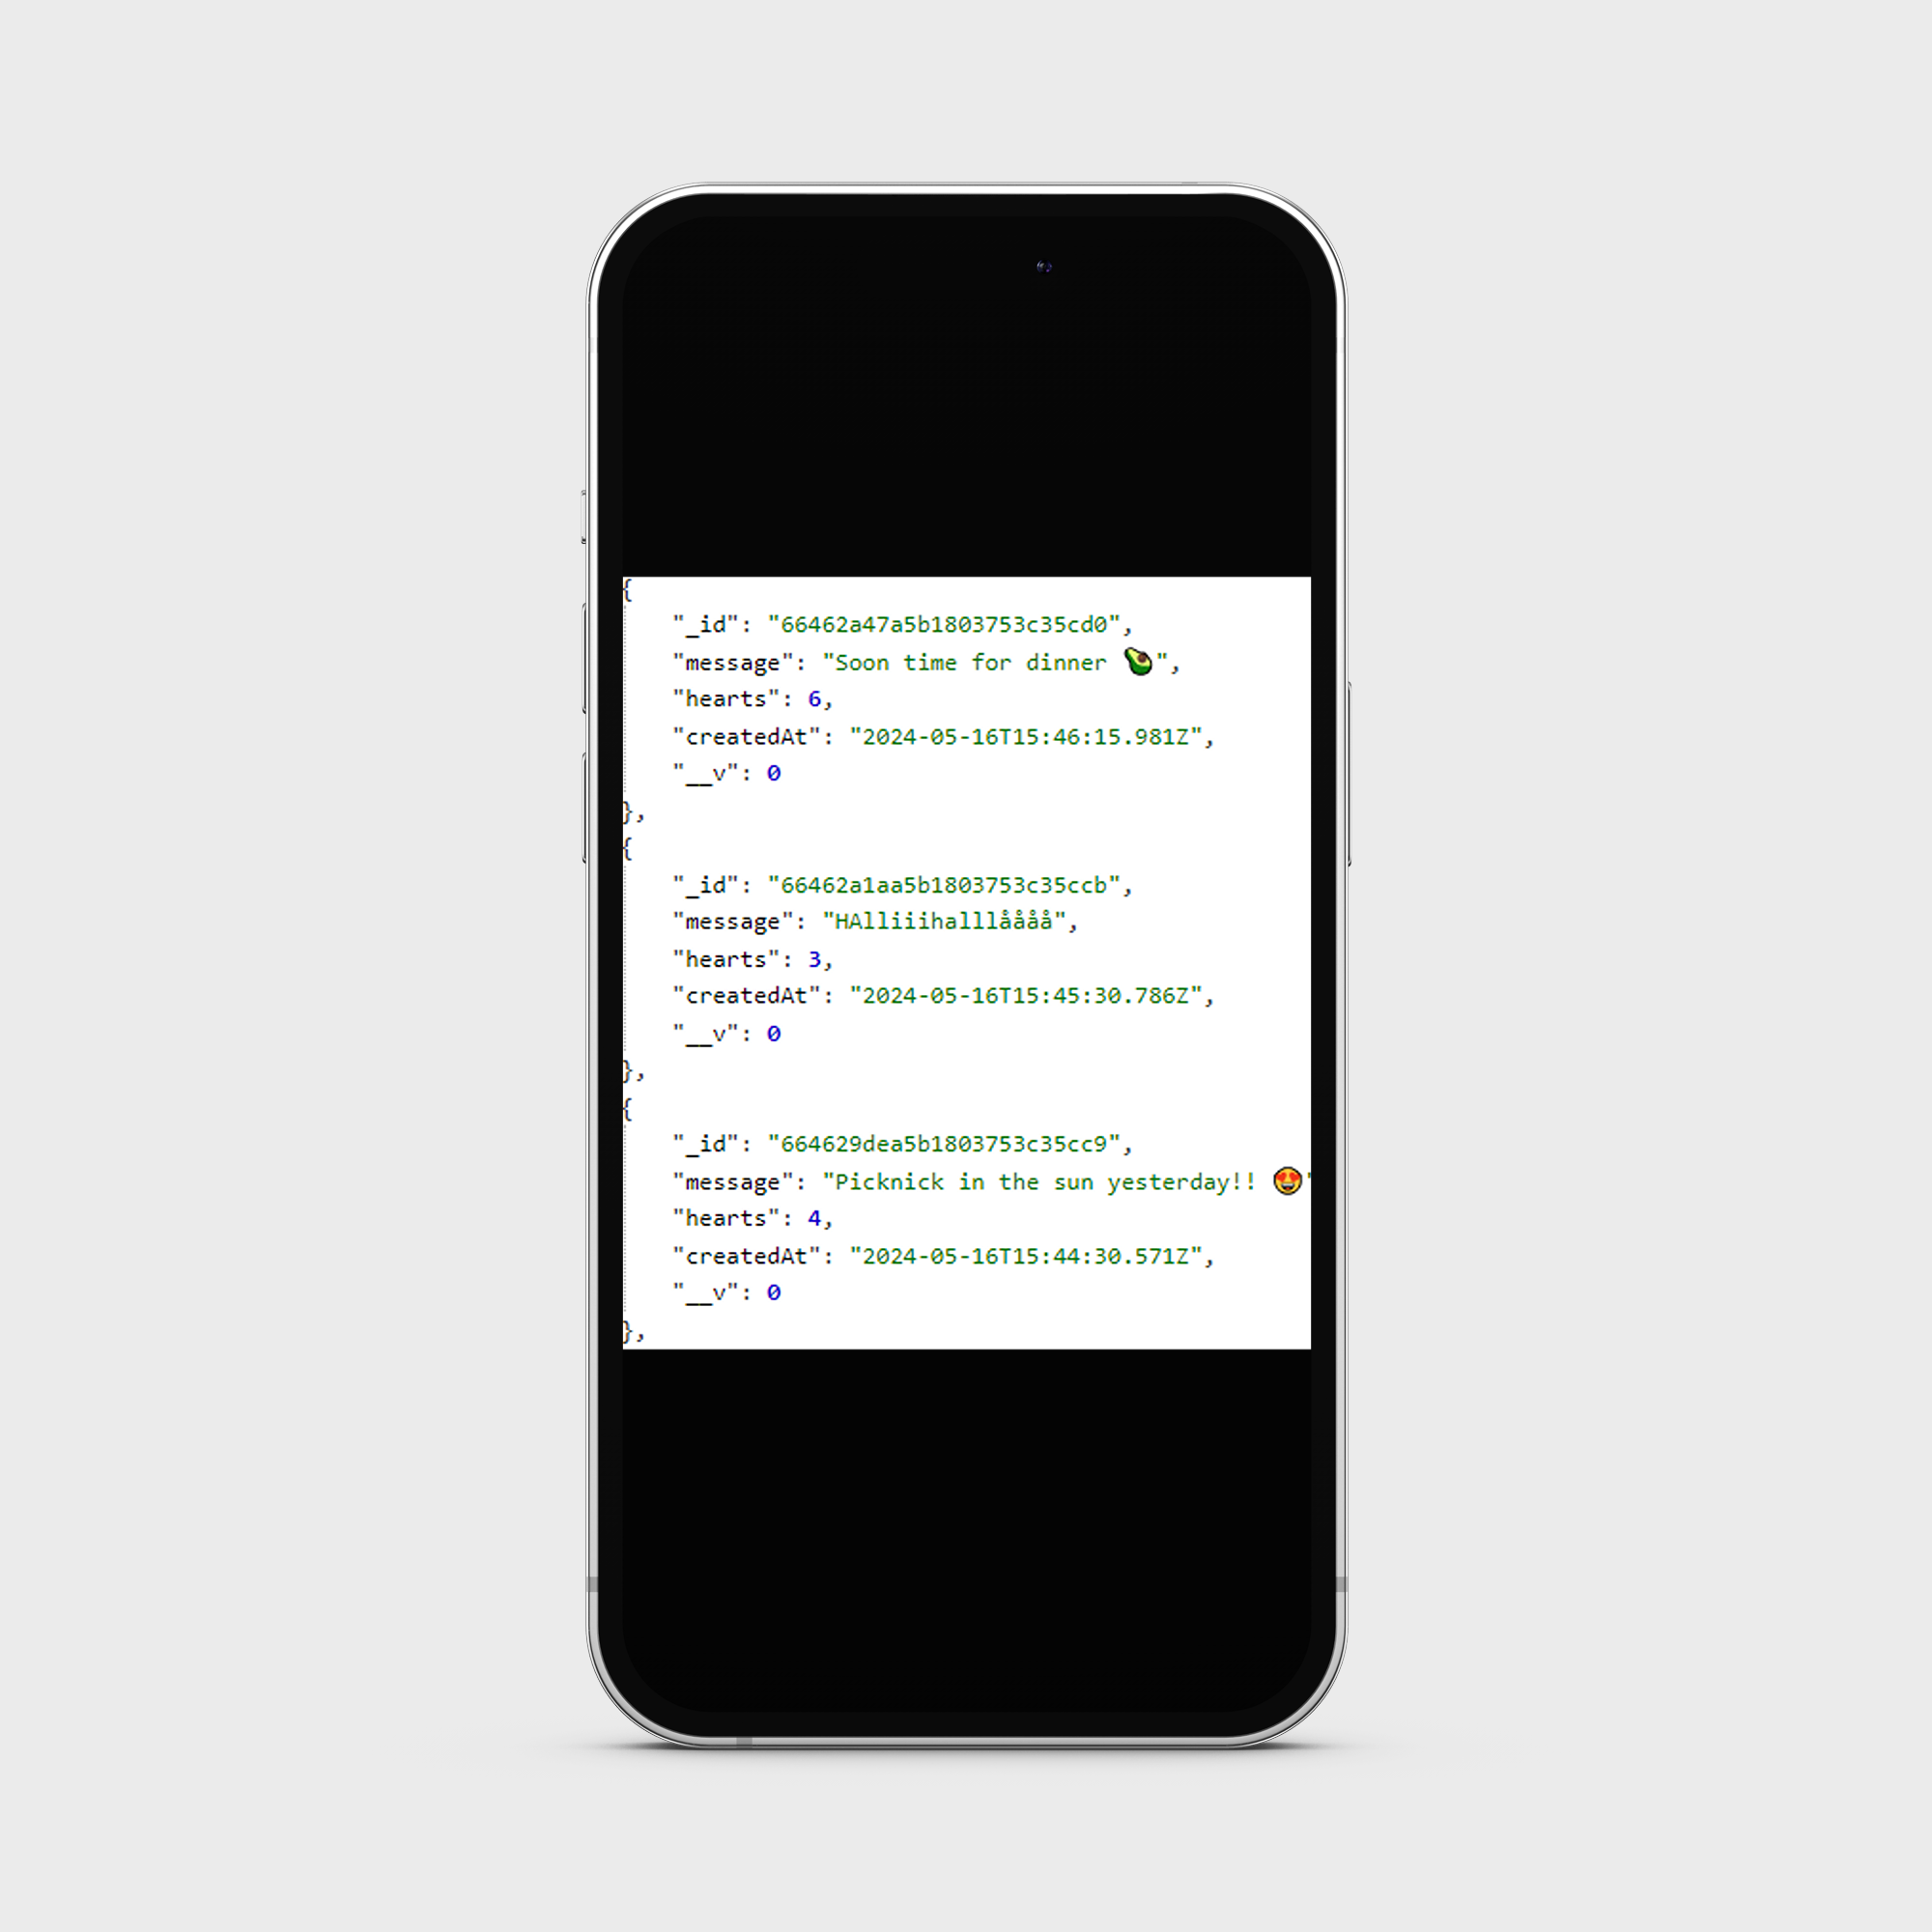 {
"_id": "66462a47a5b1803753c35cd0",
"message": "Soon time for dinner 🥑",
"hearts": 6,
"createdAt": "2024-05-16T15:46:15.981Z",
"__v": 0
},
{
"_id": "66462a1aa5b1803753c35ccb",
"message": "HAlliiihalllåååå",
"hearts": 3,
"createdAt": "2024-05-16T15:45:30.786Z",
"__v": 0
},
{
"_id": "664629dea5b1803753c35cc9",
"message": "Picknick in the sun yesterday!! 😍"
"hearts": 4,
"createdAt": "2024-05-16T15:44:30.571Z",
"__v": 0
},